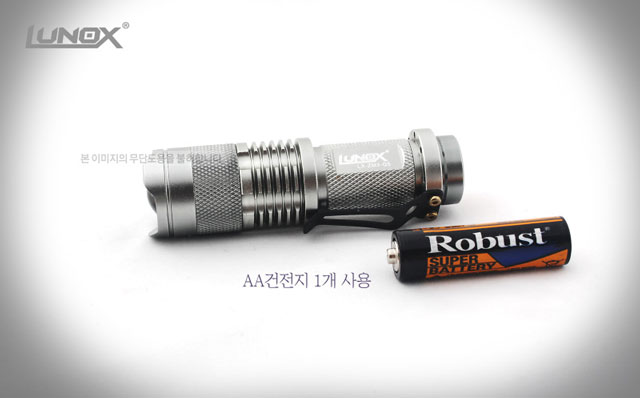 LUNOX®
본 이미지의 무단도용을 불허합니다
LUNOX
Robust®
SUPER
BATTERY
AA건전지 1개 사용